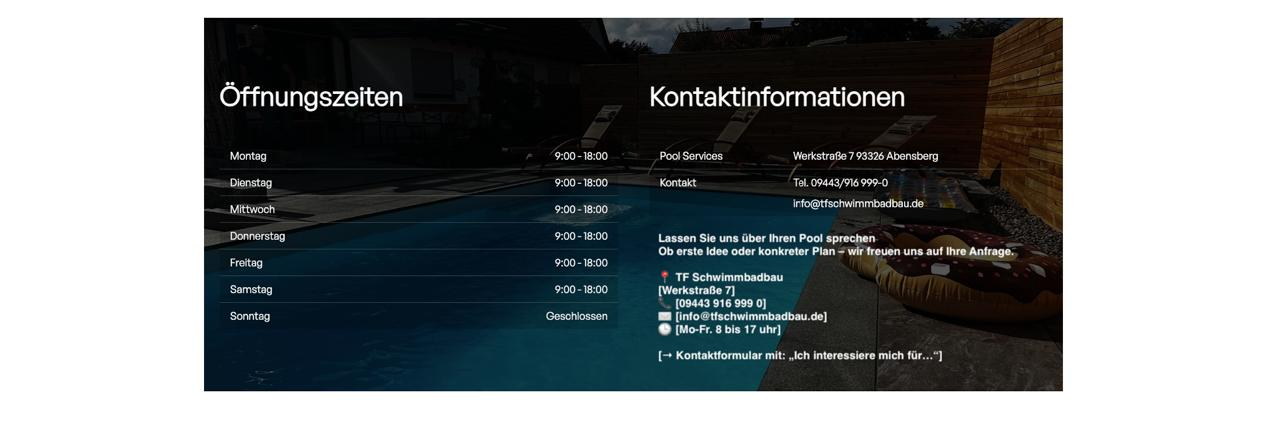 Öffnungszeiten
Montag 9:00 - 18:00
Dienstag 9:00 - 18:00
Mittwoch 9:00 - 18:00
Donnerstag 9:00 - 18:00
Freitag 9:00 - 18:00
Samstag 9:00 - 18:00
Sonntag Geschlossen
Kontaktinformationen
Pool Services Werkstraße 7 93326 Abensberg
Kontakt Tel. 09443/916 999-0
info@tfschwimmbadbau.de
Lassen Sie uns über Ihren Pool sprechen
Ob erste Idee oder konkreter Plan – wir freuen uns auf Ihre Anfrage.
📍 TF Schwimmbadbau
[Werkstraße 7]
📞 [09443 916 999 0]
✉️ [info@tfschwimmbadbau.de]
🕒 [Mo-Fr. 8 bis 17 uhr]
[→ Kontaktformular mit: „Ich interessiere mich für…“]